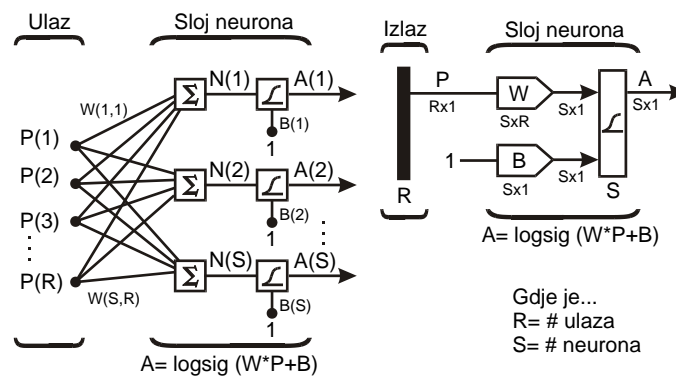 Ulaz
Sloj neurona
P(1)
P(2)
P(3)
P(R)
W(1,1)
W(S,R)
Σ
N(1)
A(1)
B(1)
1
Σ
N(2)
A(2)
B(2)
1
Σ
N(S)
A(S)
B(S)
1
A= logsig (W*P+B)
Izlaz
Sloj neurona
P
Rx1
W
SxR
Sx1
A
Sx1
1
B
Sx1
Sx1
R
S
A= logsig (W*P+B)
Gdje je...
R= # ulaza
S= # neurona